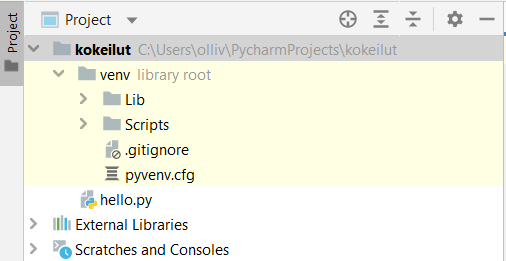 Project
Project
kokeilut C:\Users\olliv\PycharmProjects\kokeilut
venv library root
Lib
Scripts
.gitignore
pyvenv.cfg
hello.py
External Libraries
Scratches and Consoles